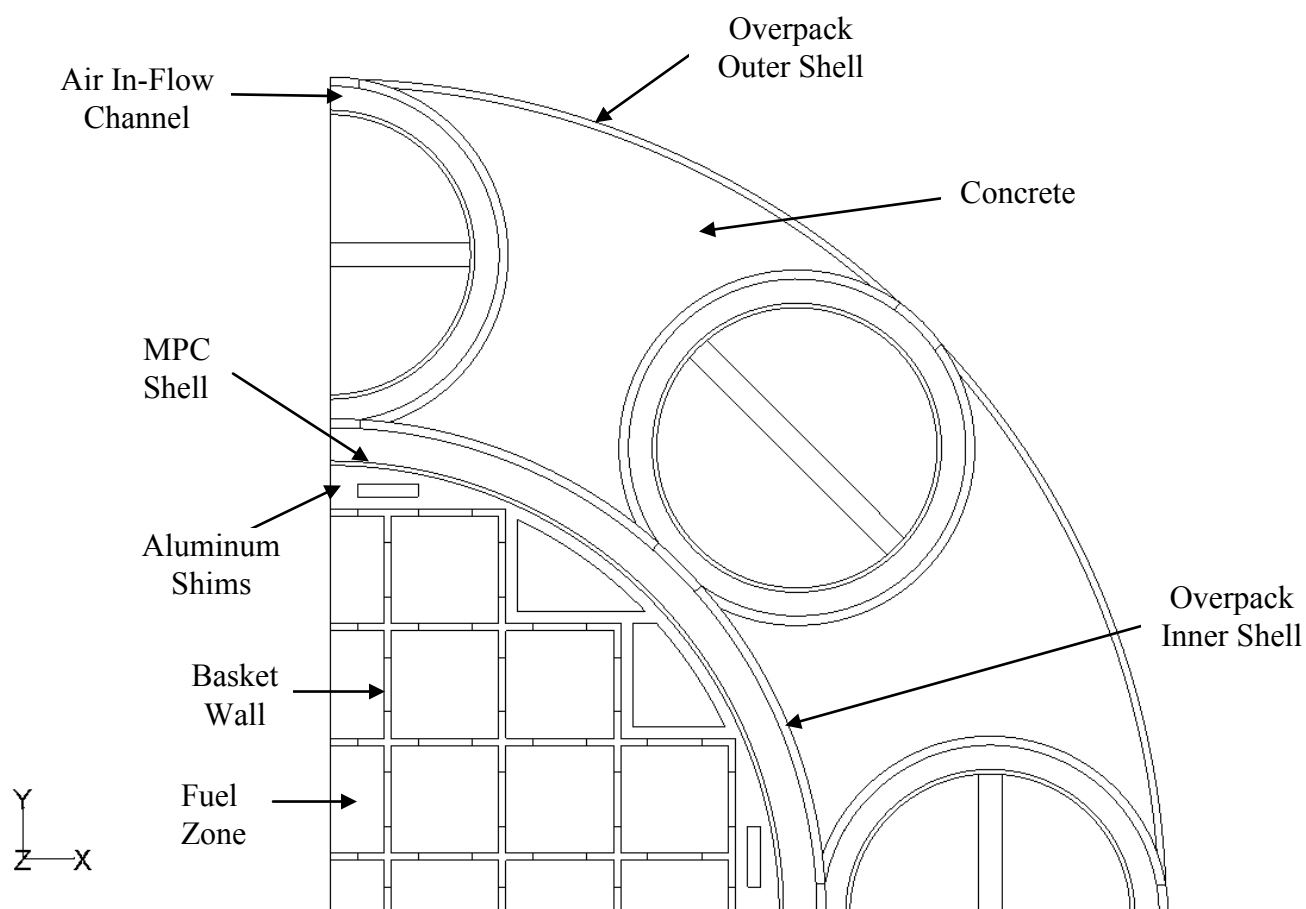 Overpack
Outer Shell
Air In-Flow
Channel
Concrete
MPC
Shell
Aluminum
Shims
Overpack
Inner Shell
Basket
Wall
Fuel
Zone
Y
Z
X